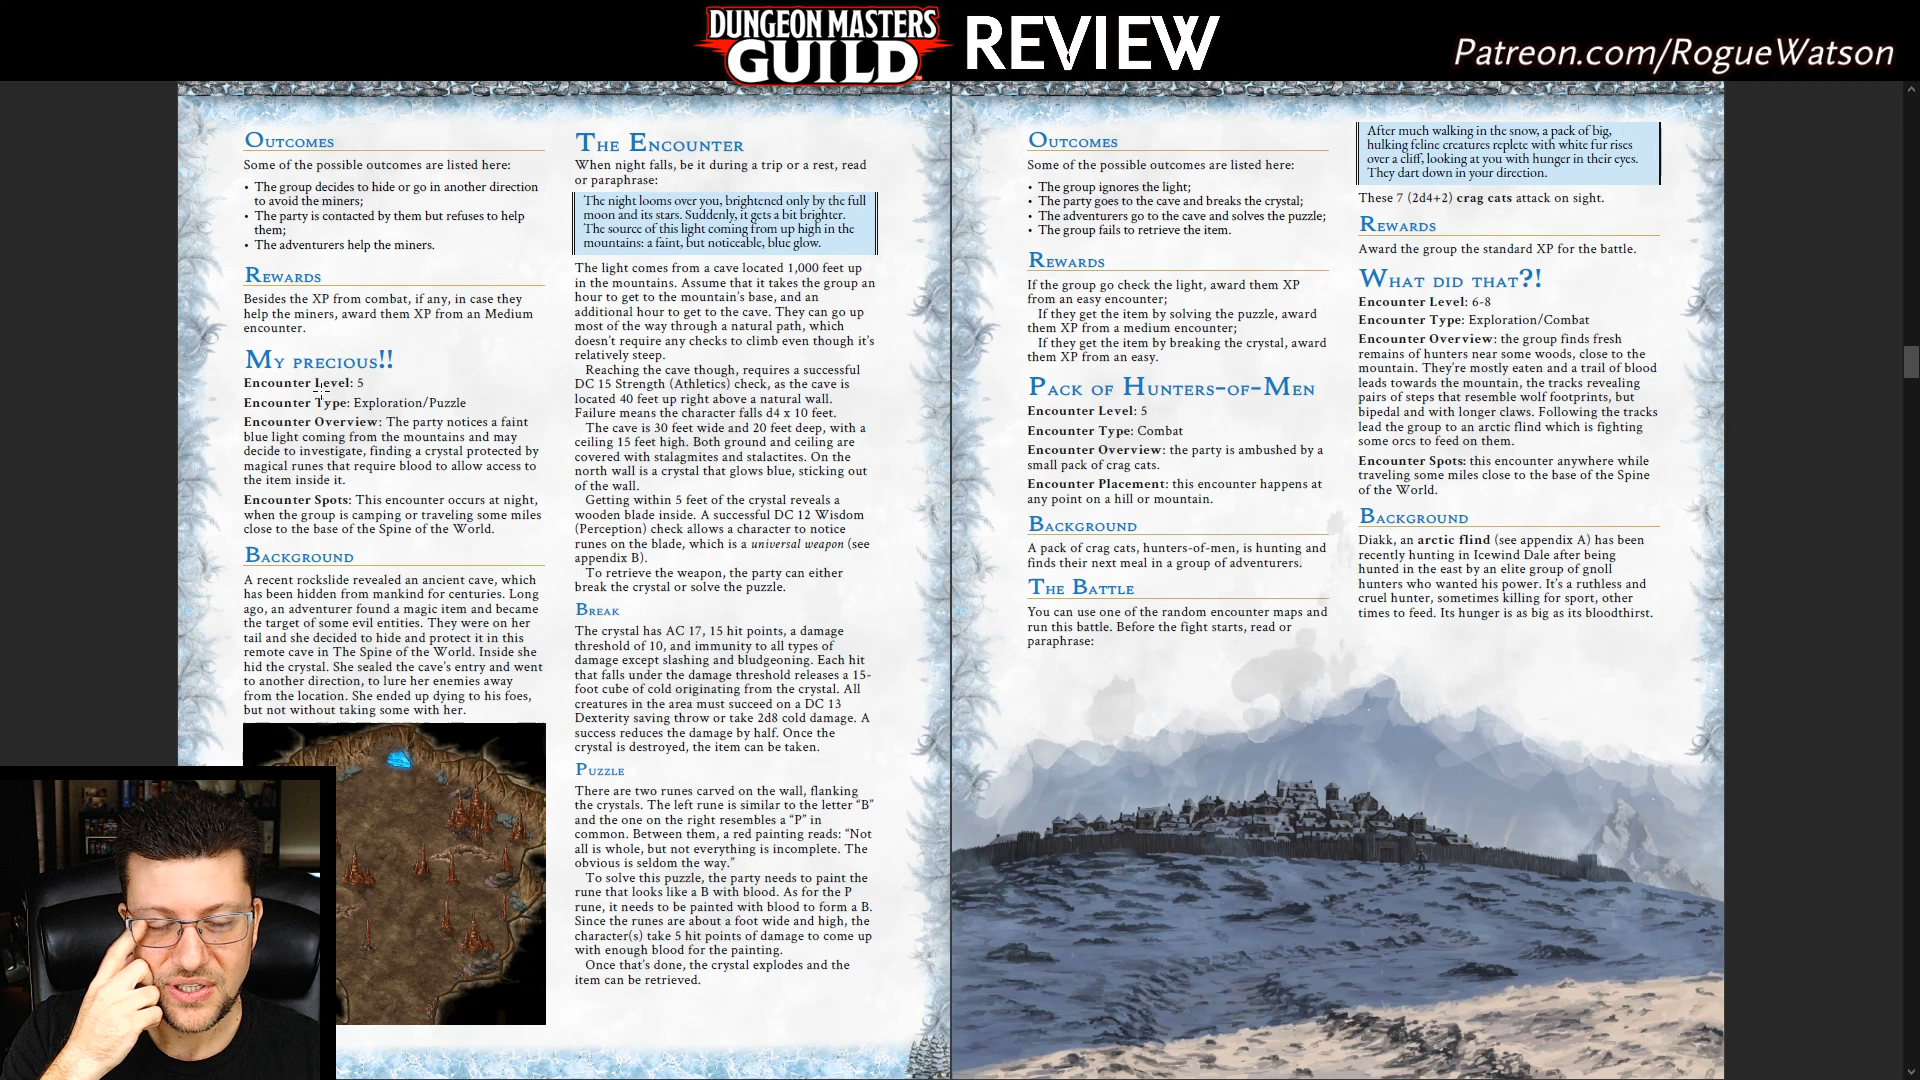 DUNGEON MASTERS
GUILD
REVIEW
Patreon.com/RogueWatson
OUTCOMES
Some of the possible outcomes are listed here:
• The group decides to hide or go in another direction
to avoid the miners;
• The party is contacted by them but refuses to help
them;
• The adventurers help the miners.
REWARDS
Besides the XP from combat, if any, in case they
help the miners, award them XP from an Medium
encounter.
MY PRECIOUS!!
Encounter Level: 5
Encounter Type: Exploration/Puzzle
Encounter Overview: The party notices a faint
blue light coming from the mountains and may
decide to investigate, finding a crystal protected by
magical runes that require blood to allow access to
the item inside it.
Encounter Spots: This encounter occurs at night,
when the group is camping or traveling some miles
close to the base of the Spine of the World.
BACKGROUND
A recent rockslide revealed an ancient cave, which
has been hidden from mankind for centuries. Long
ago, an adventurer found a magic item and became
the target of some evil entities. They were on her
tail and she decided to hide and protect it in this
remote cave in The Spine of the World. Inside she
hid the crystal. She sealed the cave's entry and went
to another direction, to lure her enemies away
from the location. She ended up dying to his foes,
but not without taking some with her.
THE ENCOUNTER
When night falls, be it during a trip or a rest, read
or paraphrase:
The night looms over you, brightened only by the full
moon and its stars. Suddenly, it gets a bit brighter.
The source of this light coming from up high in the
mountains: a faint, but noticeable, blue glow.
The light comes from a cave located 1,000 feet up
in the mountains. Assume that it takes the group an
hour to get to the mountain's base, and an
additional hour to get to the cave. They can go up
most of the way through a natural path, which
doesn't require any checks to climb even though it's
relatively steep.
Reaching the cave though, requires a successful
DC 15 Strength (Athletics) check, as the cave is
located 40 feet up right above a natural wall.
Failure means the character falls d4 x 10 feet.
The cave is 30 feet wide and 20 feet deep, with a
ceiling 15 feet high. Both ground and ceiling are
covered with stalagmites and stalactites. On the
north wall is a crystal that glows blue, sticking out
of the wall.
Getting within 5 feet of the crystal reveals a
wooden blade inside. A successful DC 12 Wisdom
(Perception) check allows a character to notice
runes on the blade, which is a universal weapon (see
appendix B).
To retrieve the weapon, the party can either
break the crystal or solve the puzzle.
BREAK
The crystal has AC 17, 15 hit points, a damage
threshold of 10, and immunity to all types of
damage except slashing and bludgeoning. Each hit
that falls under the damage threshold releases a 15-
foot cube of cold originating from the crystal. All
creatures in the area must succeed on a DC 13
Dexterity saving throw or take 2d8 cold damage. A
success reduces the damage by half. Once the
crystal is destroyed, the item can be taken.
PUZZLE
There are two runes carved on the wall, flanking
the crystals. The left rune is similar to the letter “B”
and the one on the right resembles a “P” in
common. Between them, a red painting reads: “Not
all is whole, but not everything is incomplete. The
obvious is seldom the way.”
To solve this puzzle, the party needs to paint the
rune that looks like a B with blood. As for the P
rune, it needs to be painted with blood to form a B.
Since the runes are about a foot wide and high, the
character(s) take 5 hit points of damage to come up
with enough blood for the painting.
Once that's done, the crystal explodes and the
item can be retrieved.
OUTCOMES
Some of the possible outcomes are listed here:
• The group ignores the light;
• The party goes to the cave and breaks the crystal;
• The adventurers go to the cave and solves the puzzle;
• The group fails to retrieve the item.
REWARDS
If the group go check the light, award them XP
from an easy encounter;
If they get the item by solving the puzzle, award
them XP from a medium encounter;
If they get the item by breaking the crystal, award
them XP from an easy.
PACK OF HUNTERS-OF-MEN
Encounter Level: 5
Encounter Type: Combat
Encounter Overview: the party is ambushed by a
small pack of crag cats.
Encounter Placement: this encounter happens at
any point on a hill or mountain.
BACKGROUND
A pack of crag cats, hunters-of-men, is hunting and
finds their next meal in a group of adventurers.
THE BATTLE
You can use one of the random encounter maps and
run this battle. Before the fight starts, read or
paraphrase:
After much walking in the snow, a pack of big,
hulking feline creatures replete with white fur rises
over a cliff, looking at you with hunger in their eyes.
They dart down in your direction.
These 7 (2d4+2) crag cats attack on sight.
REWARDS
Award the group the standard XP for the battle.
WHAT DID THAT?!
Encounter Level: 6-8
Encounter Type: Exploration/Combat
Encounter Overview: the group finds fresh
remains of hunters near some woods, close to the
mountain. They're mostly eaten and a trail of blood
leads towards the mountain, the tracks revealing
pairs of steps that resemble wolf footprints, but
bipedal and with longer claws. Following the tracks
lead the group to an arctic flind which is fighting
some orcs to feed on them.
Encounter Spots: this encounter anywhere while
traveling some miles close to the base of the Spine
of the World.
BACKGROUND
Diakk, an arctic flind (see appendix A) has been
recently hunting in Icewind Dale after being
hunted in the east by an elite group of gnoll
hunters who wanted his power. It's a ruthless and
cruel hunter, sometimes killing for sport, other
times to feed. Its hunger is as big as its bloodthirst.